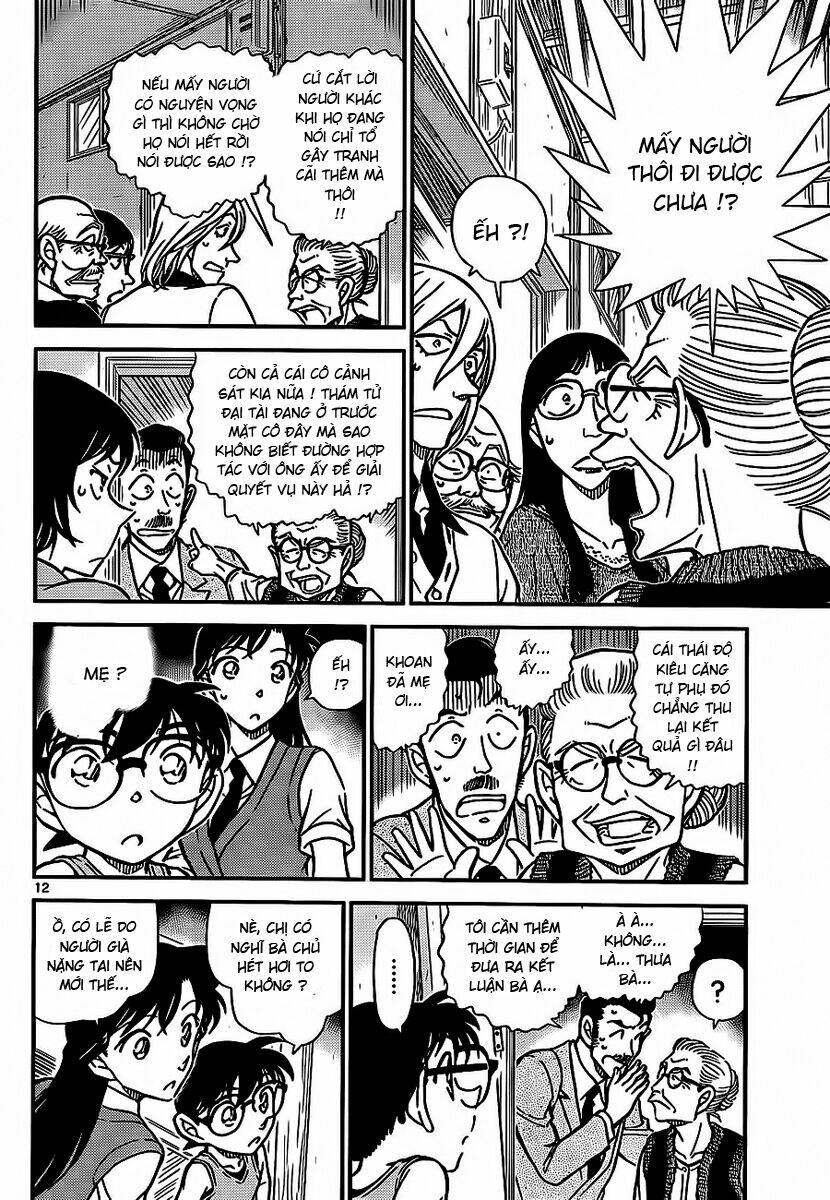 MẤY NGƯỜI
THÔI ĐI ĐƯỢC
CHƯA !?
ẾH ?!
CỨ CẮT LỜI
NGƯỜI KHÁC
KHI HỌ ĐANG
NÓI CHỈ TỔ
GÂY TRANH
CÃI THÊM MÀ
THÔI
!!
NẾU MẤY NGƯỜI
CÓ NGUYỆN VỌNG
GÌ THÌ KHÔNG CHỜ
HỌ NÓI HẾT RỒI
NÓI ĐƯỢC SAO !?
CÒN CẢ CÁI CÔ CẢNH
SÁT KIA NỮA ! THÁM TỬ
ĐẠI TÀI ĐANG Ở TRƯỚC
MẶT CÔ ĐÂY MÀ SAO
KHÔNG BIẾT ĐƯỜNG HỢP
TÁC VỚI ÔNG ẤY ĐỂ GIẢI
QUYẾT VỤ NÀY HẢ !?
CÁI THÁI ĐỘ
KIÊU CĂNG
TỰ PHỤ ĐÓ
CHẲNG THU
LẠI KẾT
QUẢ GÌ ĐÂU
!!
ẤY...
ẤY...
KHOAN
ĐÃ MẸ
ƠI...
ẾH
!?
MẸ ?
12
?
À À...
KHÔNG...
LÀ... THƯA
BÀ...
TÔI CẦN THÊM
THỜI GIAN ĐỂ
ĐƯA RA KẾT
LUẬN BÀ Ạ...
......
NÈ, CHỊ CÓ
NGHĨ BÀ CHỦ
HÉT HƠI TO
KHÔNG ?
Ồ, CÓ LẼ DO
NGƯỜI GIÀ
NẶNG TAI NÊN
MỚI THẾ...